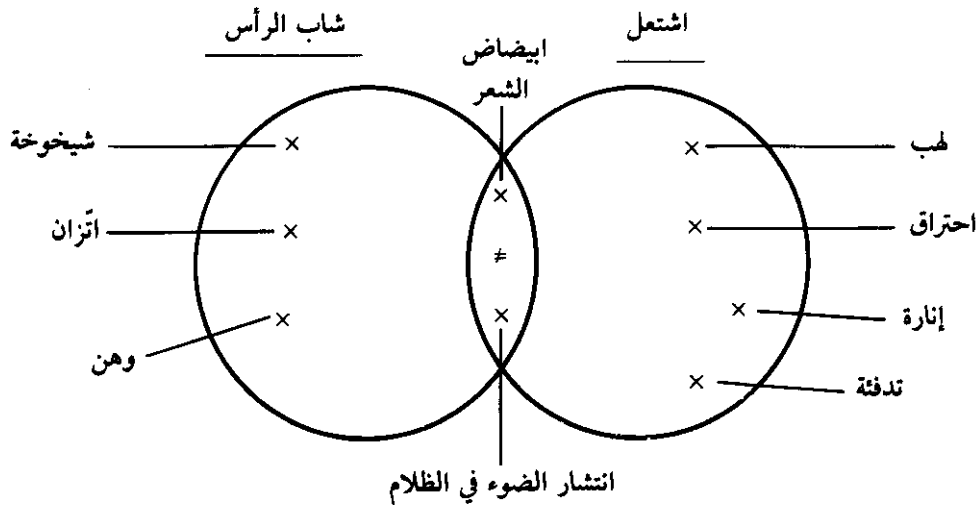 اشتعل
ابيضاض
الشعر
شاب الرأس
لهب
شيخوخة
احتراق
اتّزان
≠
إنارة
وهن
تدفئة
انتشار الضوء في الظلام